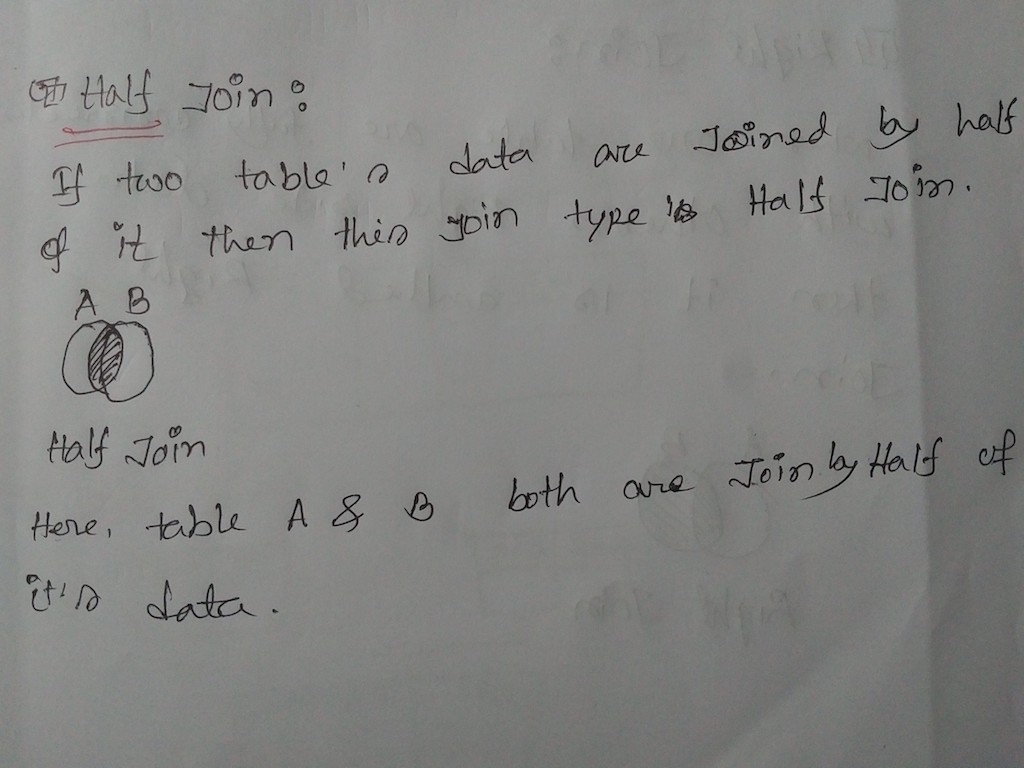 Half Join :
If two table's data are Joined by half
of it then this join type is Half Join.
A B
Half Join
Here, table A & B both are Join by Half of
it's data.